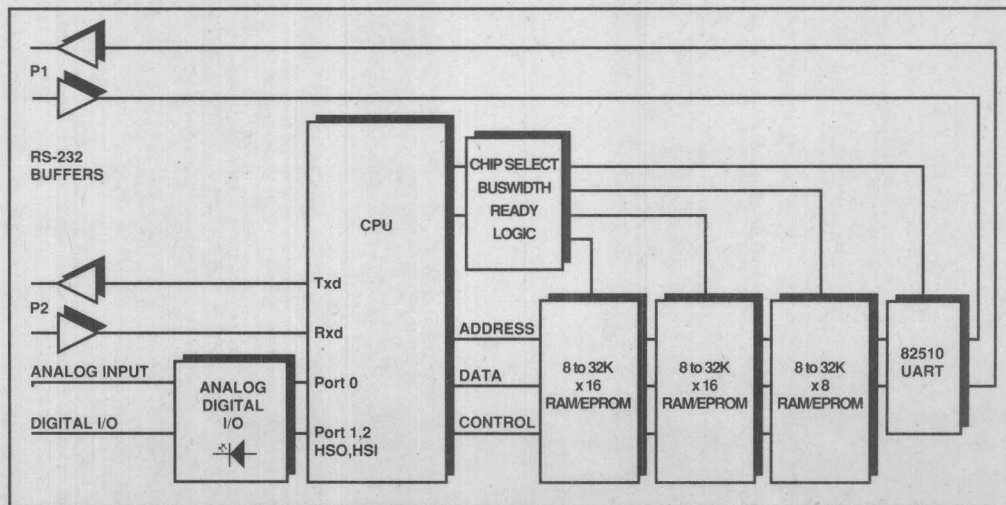 P1
RS-232
BUFFERS
CPU
CHIP SELECT
BUSWIDTH
READY
LOGIC
Txd
P2
Rxd
ANALOG INPUT
DIGITAL I/O
ANALOG
DIGITAL
I/O
Port 0
Port 1,2
HSO,HSI
ADDRESS
DATA
CONTROL
8 to 32K
x 16
RAM/EPROM
8 to 32K
x 16
RAM/EPROM
8 to 32K
x 8
RAM/EPROM
82510
UART